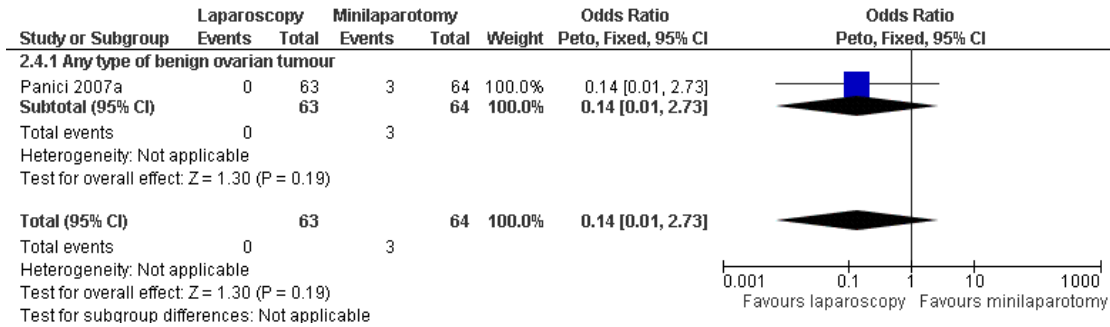 Laparoscopy Minilaparotomy Odds Ratio Odds Ratio
Study or Subgroup Events Total Events Total Weight Peto, Fixed, 95% CI Peto, Fixed, 95% CI
2.4.1 Any type of benign ovarian tumour
Panici 2007a 0 63 3 64 100.0% 0.14 [0.01, 2.73]
Subtotal (95% CI) 63 64 100.0% 0.14 [0.01, 2.73]
Total events 0 3
Heterogeneity: Not applicable
Test for overall effect: Z = 1.30 (P = 0.19)
Total (95% CI) 63 64 100.0% 0.14 [0.01, 2.73]
Total events 0 3
Heterogeneity: Not applicable
Test for overall effect: Z = 1.30 (P = 0.19)
Test for subgroup differences: Not applicable
0.001 0.1 1 10 1000
Favours laparoscopy Favours minilaparotomy